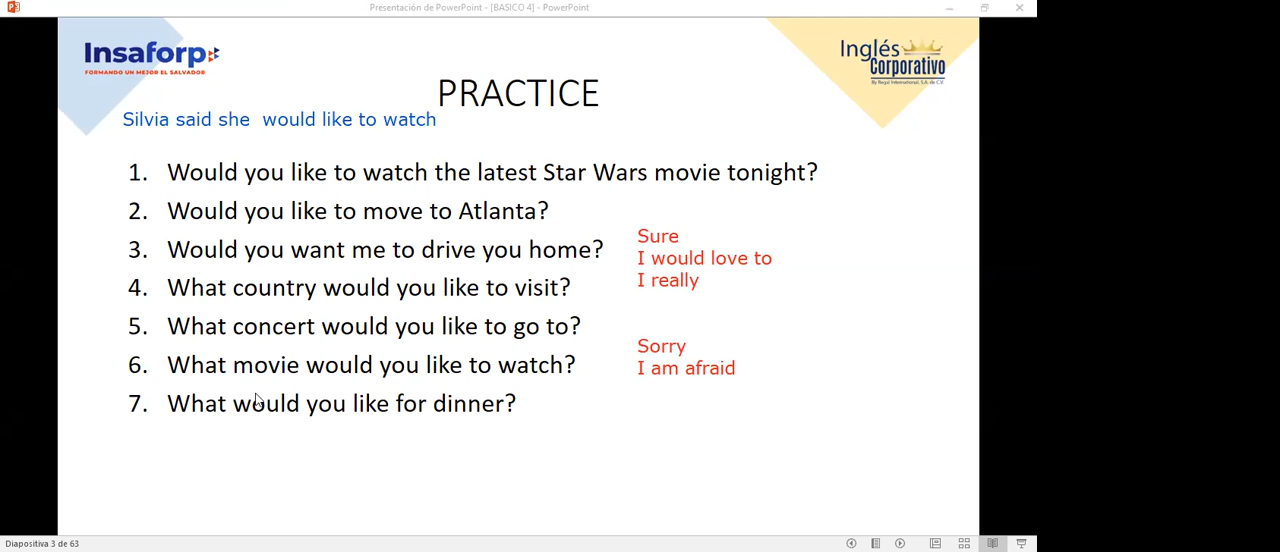 Presentación de PowerPoint - [BASICO 4] - PowerPoint
Insaforp
FORMANDO UN MEJOR EL SALVADOR
Inglés
Corporativo
By Regal International, S.A. de C.V.
PRACTICE
Silvia said she would like to watch
1. Would you like to watch the latest Star Wars movie tonight?
2. Would you like to move to Atlanta?
3. Would you want me to drive you home?
4. What country would you like to visit?
5. What concert would you like to go to?
6. What movie would you like to watch?
7. What would you like for dinner?
Sure
I would love to
I really
Sorry
I am afraid
Diapositiva 3 de 63